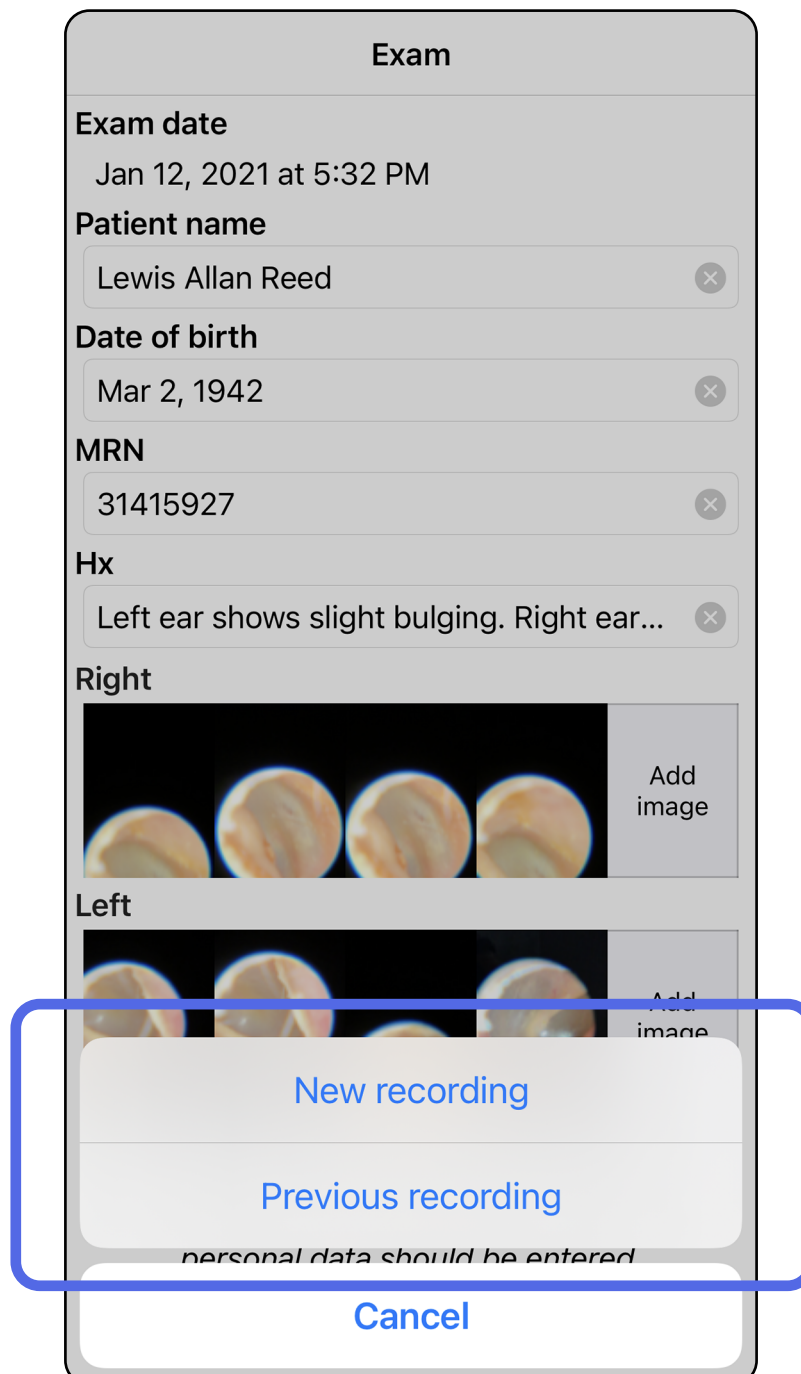 Exam
Exam date
Jan 12, 2021 at 5:32 PM
Patient name
Lewis Allan Reed
Date of birth
Mar 2, 1942
MRN
31415927
Hx
Left ear shows slight bulging. Right ear...
Right
Add
image
Left
Add
image
New recording
Previous recording
personal data should be entered
Cancel